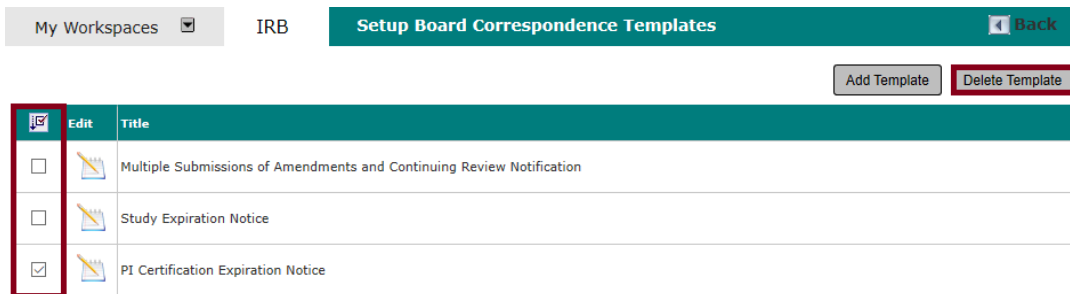 My Workspaces IRB Setup Board Correspondence Templates Back
Add Template Delete Template
Edit Title
Multiple Submissions of Amendments and Continuing Review Notification
Study Expiration Notice
PI Certification Expiration Notice